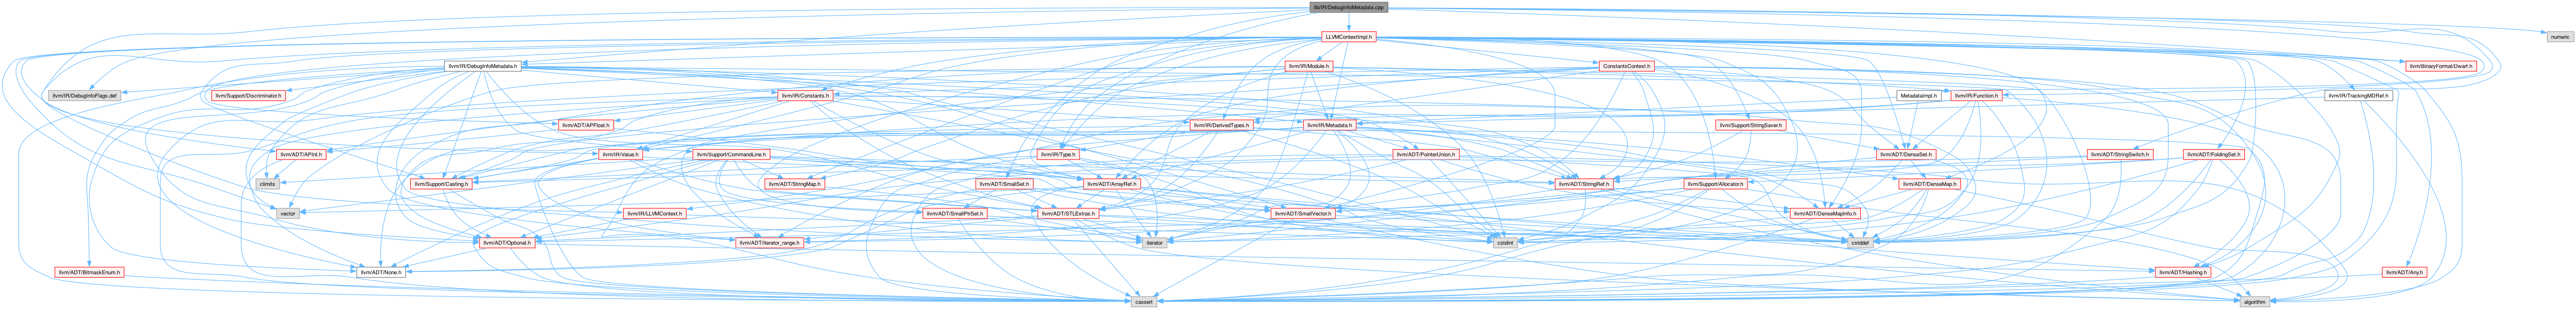 lib/IR/DebugInfoMetadata.cpp
LLVMContextImpl.h
numeric
llvm/IR/DebugInfoMetadata.h
llvm/IR/Module.h
ConstantsContext.h
llvm/BinaryFormat/Dwarf.h
llvm/IR/DebugInfoFlags.def
llvm/Support/Discriminator.h
llvm/IR/Constants.h
MetadataImpl.h
llvm/IR/Function.h
llvm/IR/TrackingMDRef.h
llvm/ADT/APFloat.h
llvm/IR/DerivedTypes.h
llvm/IR/Metadata.h
llvm/Support/StringSaver.h
llvm/ADT/APInt.h
llvm/IR/Value.h
llvm/Support/CommandLine.h
llvm/IR/Type.h
llvm/ADT/PointerUnion.h
llvm/ADT/DenseSet.h
llvm/ADT/StringSwitch.h
llvm/ADT/FoldingSet.h
climits
llvm/Support/Casting.h
llvm/ADT/StringMap.h
llvm/ADT/SmallSet.h
llvm/ADT/ArrayRef.h
llvm/ADT/StringRef.h
llvm/Support/Allocator.h
llvm/ADT/DenseMap.h
vector
llvm/IR/LLVMContext.h
llvm/ADT/SmallPtrSet.h
llvm/ADT/STLExtras.h
llvm/ADT/SmallVector.h
llvm/ADT/DenseMapInfo.h
llvm/ADT/Optional.h
llvm/ADT/iterator_range.h
iterator
cstdint
cstddef
llvm/ADT/BitmaskEnum.h
llvm/ADT/None.h
llvm/ADT/Hashing.h
llvm/ADT/Any.h
cassert
algorithm